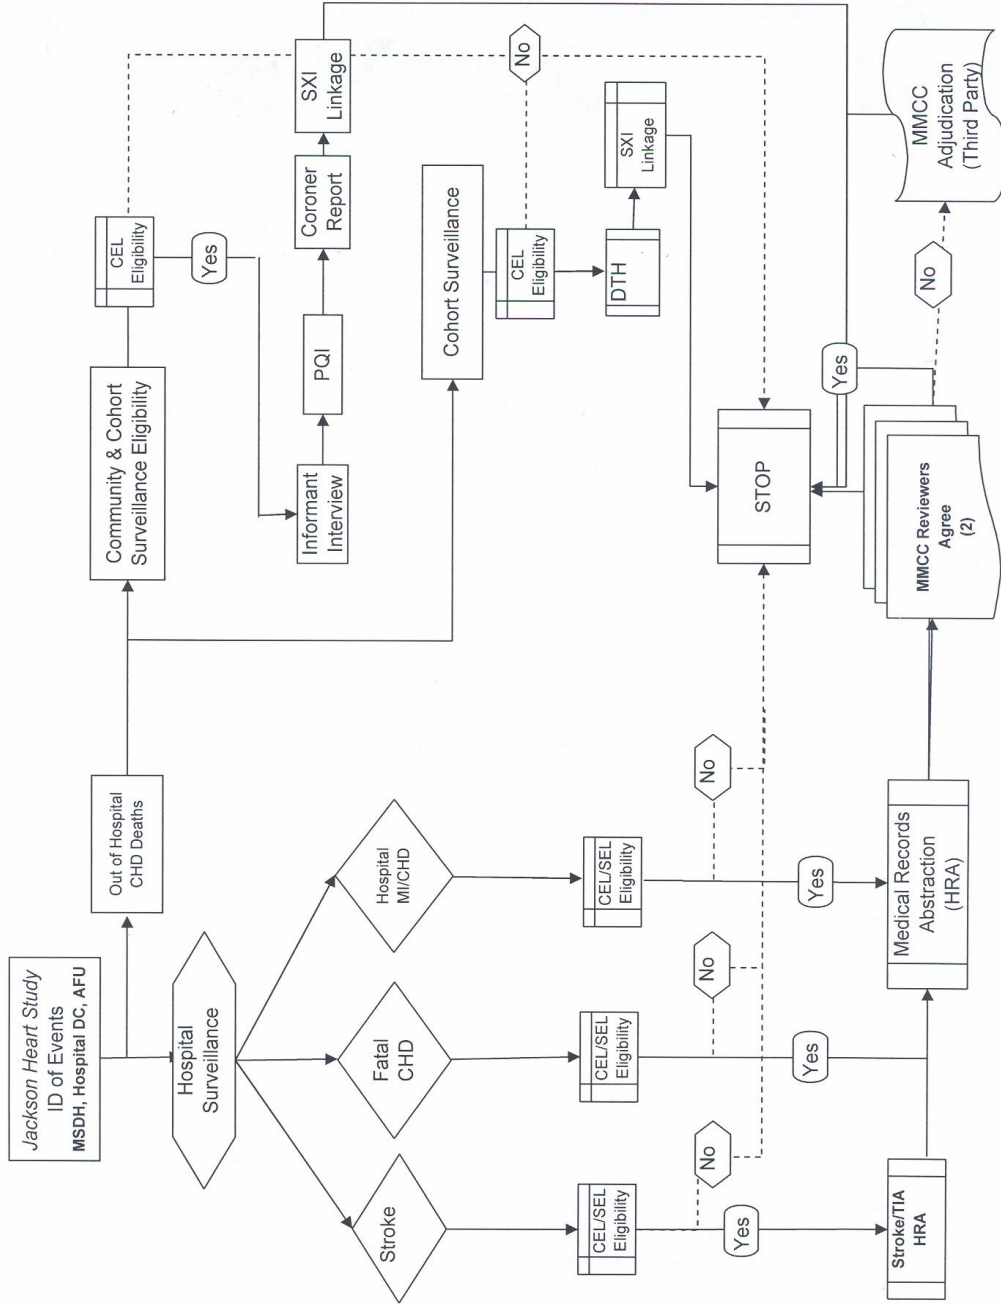 Jackson Heart Study
ID of Events
MSDH, Hospital DC, AFU
Out of Hospital
CHD Deaths
Community & Cohort
Surveillance Eligibility
CEL
Eligibility
Yes
Hospital
Surveillance
Informant
Interview
PQI
Coroner
Report
SXI
Linkage
Stroke
Fatal
CHD
Hospital
MI/CHD
Cohort Surveillance
CEL
Eligibility
No
DTH
SXI
Linkage
CEL/SEL
Eligibility
CEL/SEL
Eligibility
CEL/SEL
Eligibility
No
No
No
STOP
Yes
Yes
Yes
Yes
Stroke/TIA
HRA
Medical Records
Abstraction
(HRA)
MMCC Reviewers
Agree
(2)
No
MMCC
Adjudication
(Third Party)